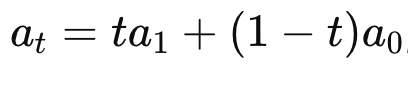 a_t = ta_1 + (1 − t)a_0,